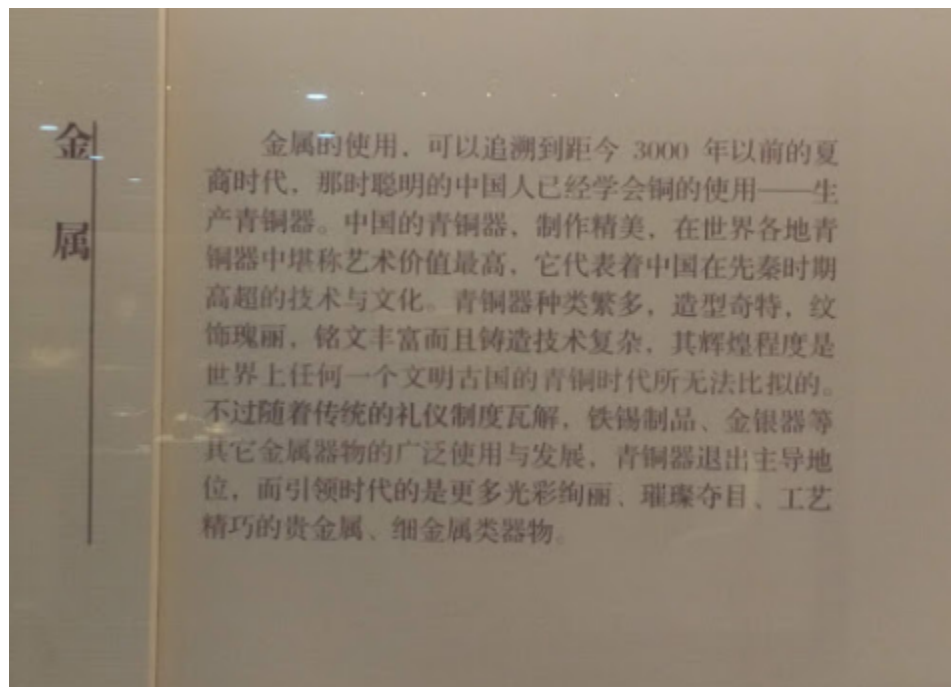 金属
金属的使用，可以追溯到距今 3000 年以前的夏
商时代，那时聪明的中国人已经学会铜的使用——生
产青铜器。中国的青铜器，制作精美，在世界各地青
铜器中堪称艺术价值最高，它代表着中国在先秦时期
高超的技术与文化。青铜器种类繁多，造型奇特，纹
饰瑰丽，铭文丰富而且铸造技术复杂，其辉煌程度是
世界上任何一个文明古国的青铜时代所无法比拟的。
不过随着传统的礼仪制度瓦解，铁锡制品、金银器等
其它金属器物的广泛使用与发展，青铜器退出主导地
位，而引领时代的是更多光彩绚丽、璀璨夺目、工艺
精巧的贵金属、细金属类器物。